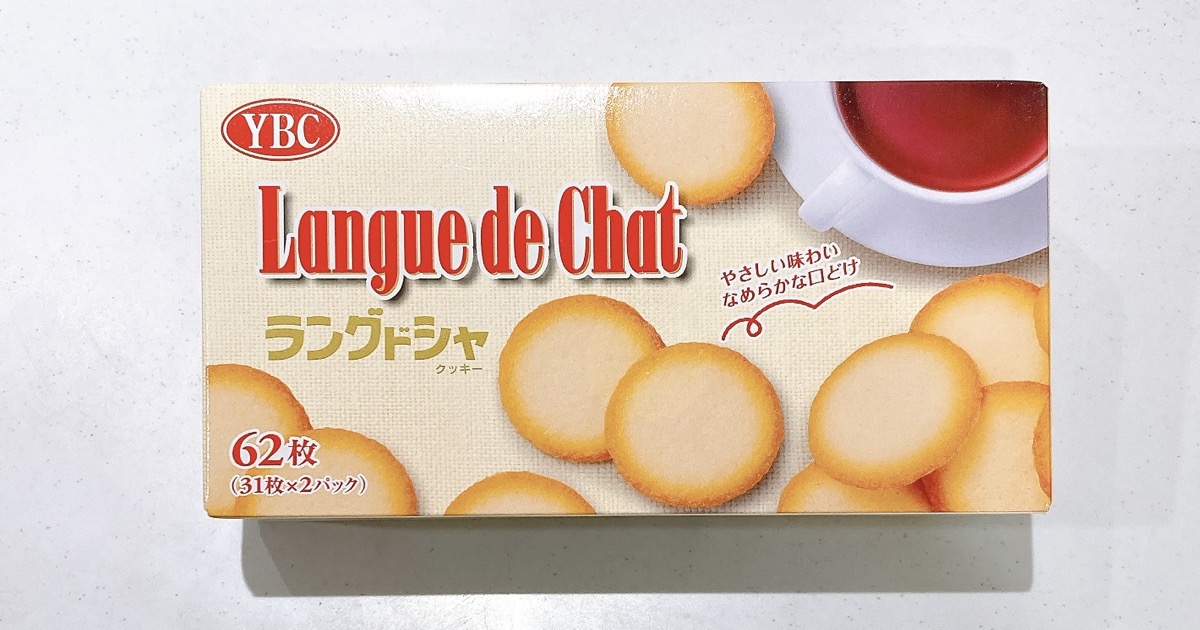 YBC
Langue de Chat
ラングドシャ
クッキー
やさしい味わい
なめらかな口どけ
62枚
(31枚×2パック)